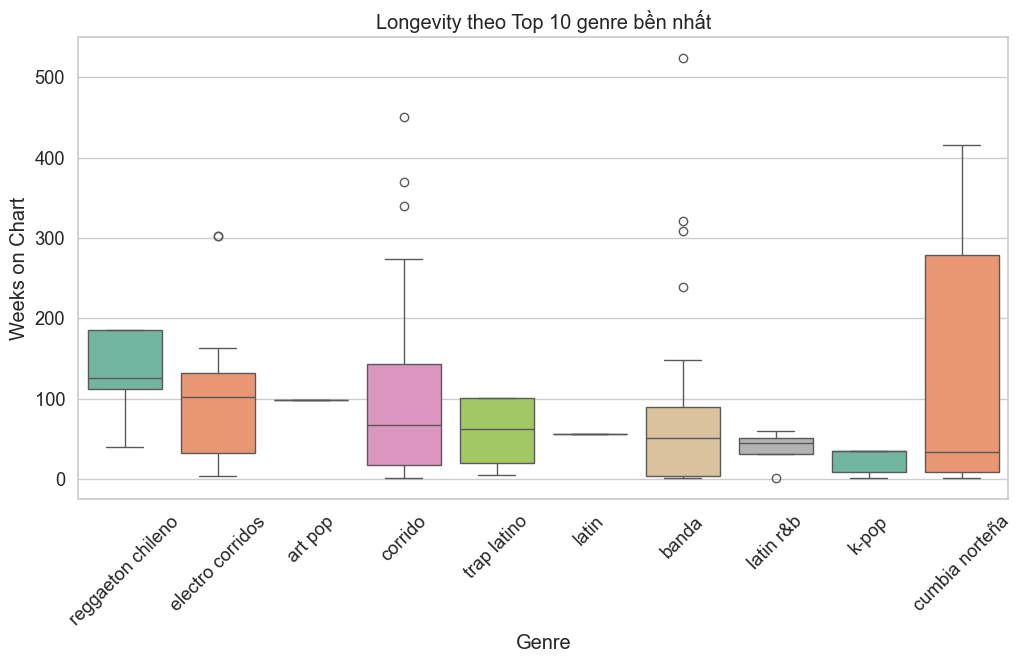 Longevity theo Top 10 genre bền nhất
Weeks on Chart
500
400
300
200
100
0
reggaeton chileno
electro corridos
art pop
corrido
trap latino
latin
banda
latin r&b
k-pop
cumbia norteña
Genre